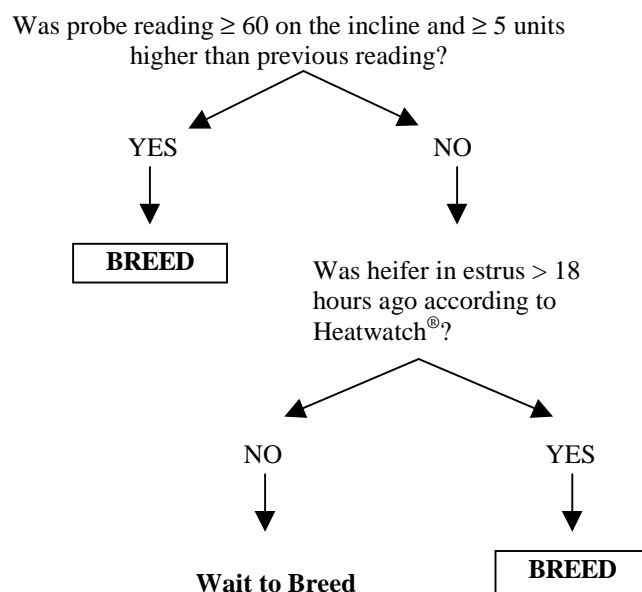 Was probe reading ≥ 60 on the incline and ≥ 5 units
higher than previous reading?
YES
NO
BREED
Was heifer in estrus > 18
hours ago according to
Heatwatch®?
NO
YES
Wait to Breed
BREED